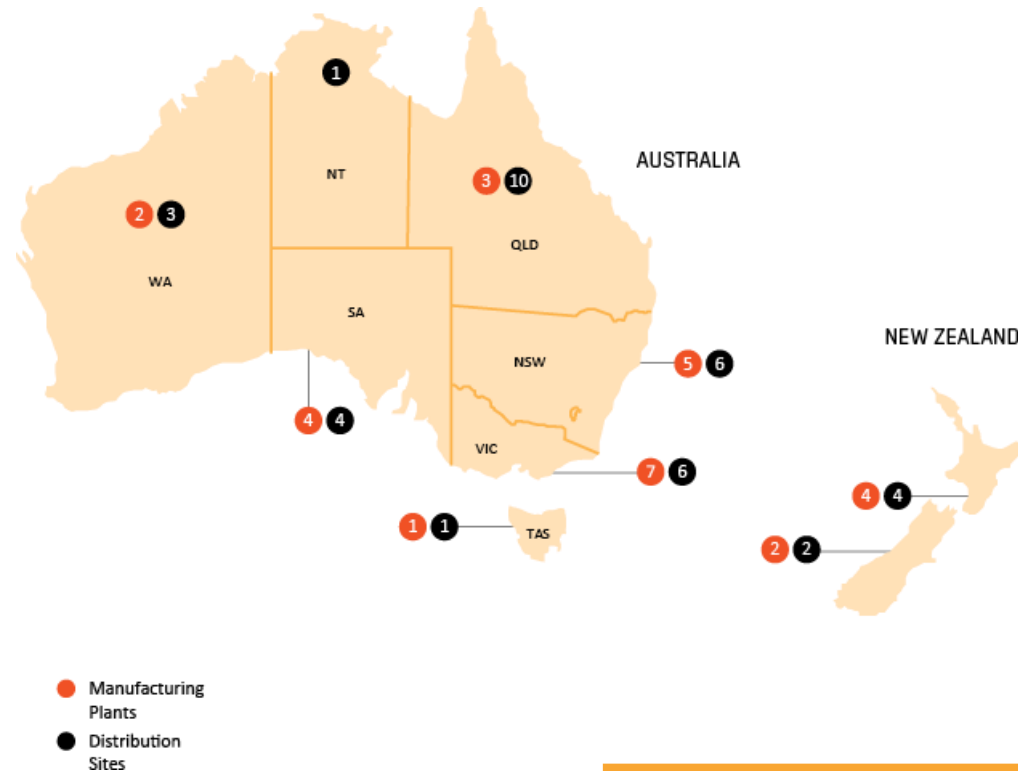 1
AUSTRALIA
NT
3 10
2 3
QLD
WA
SA
NEW ZEALAND
NSW
5 6
4 4
VIC
7 6
4 4
1 1
TAS
2 2
Manufacturing
Plants
Distribution
Sites